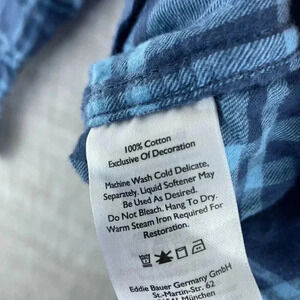 100% Cotton
Exclusive Of Decoration
Machine Wash Cold Delicate,
Separately. Liquid Softener May
Be Used As Desired.
Do Not Bleach. Hang To Dry.
Warm Steam Iron Required For
Restoration.
Eddie Bauer Germany GmbH
St.-Martin-Str. 62
München